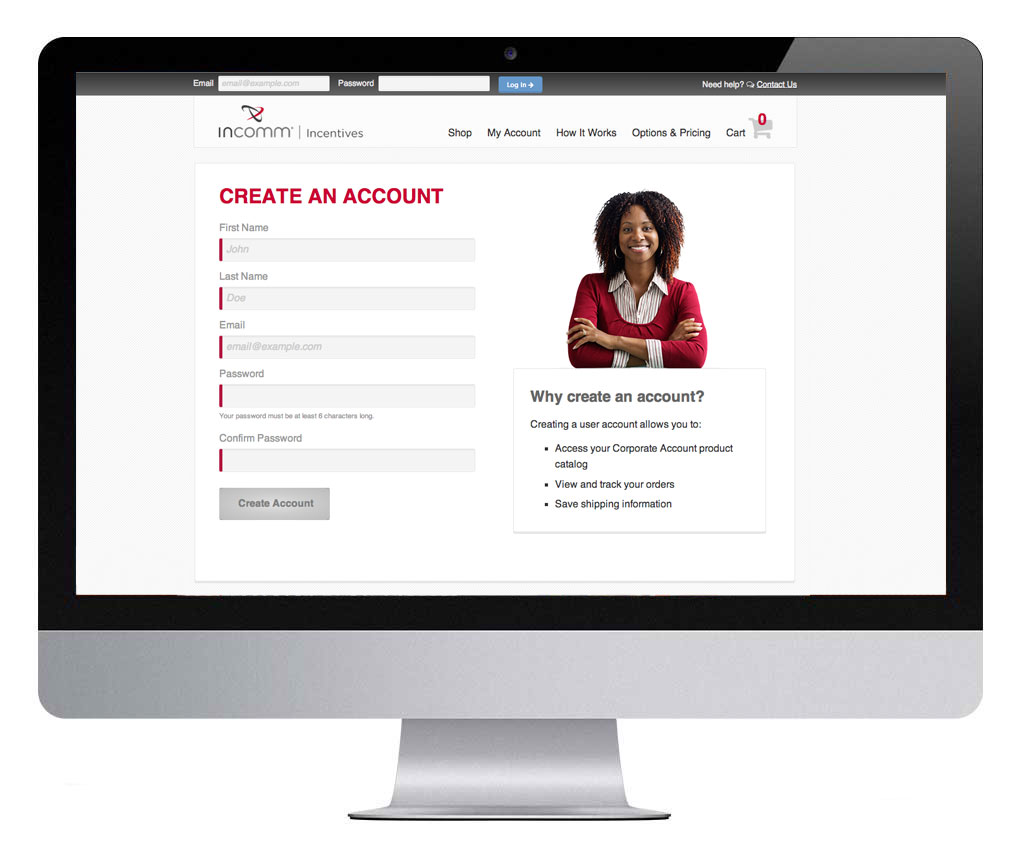 Email email@example.com Password Log In Need help? Contact Us
incomm® | Incentives Shop My Account How It Works Options & Pricing Cart 0
CREATE AN ACCOUNT
First Name
John
Last Name
Doe
Email
email@example.com
Password
Your password must be at least 6 characters long.
Confirm Password
Create Account
Why create an account?
Creating a user account allows you to:
Access your Corporate Account product
catalog
View and track your orders
Save shipping information